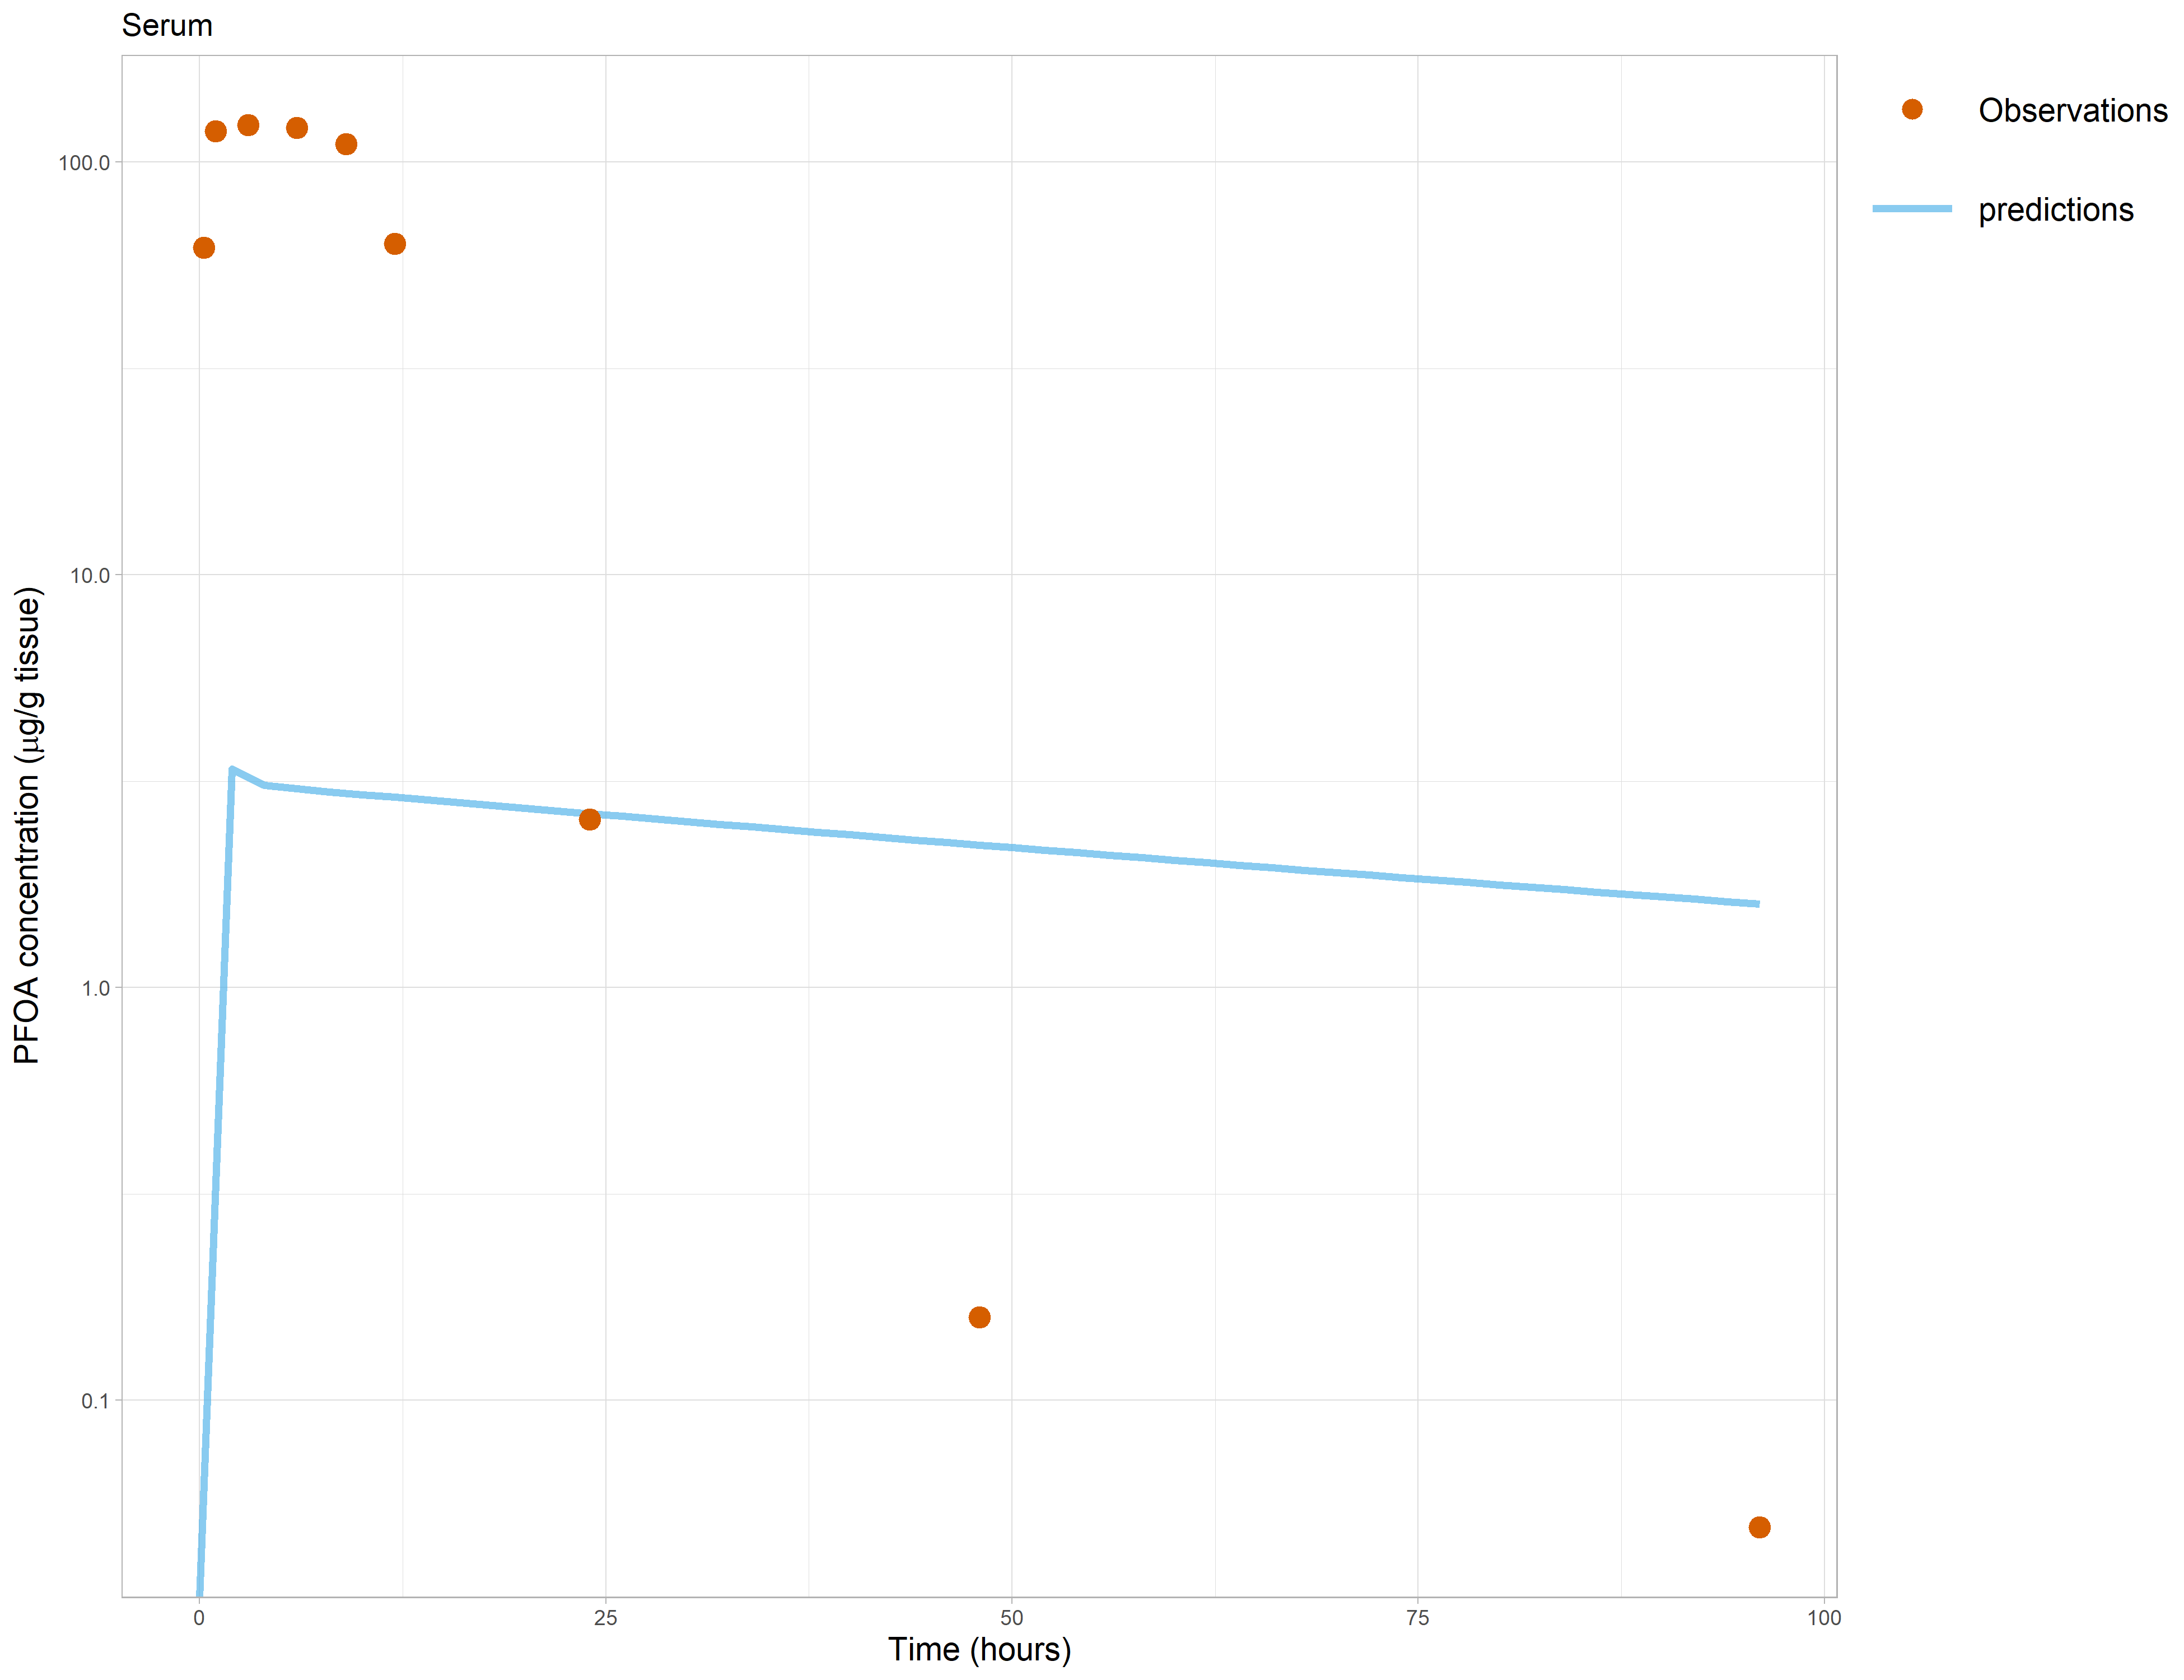 Serum
Observations
predictions
PFOA concentration (μg/g tissue)
100.0
10.0
1.0
0.1
0
25
50
75
100
Time (hours)